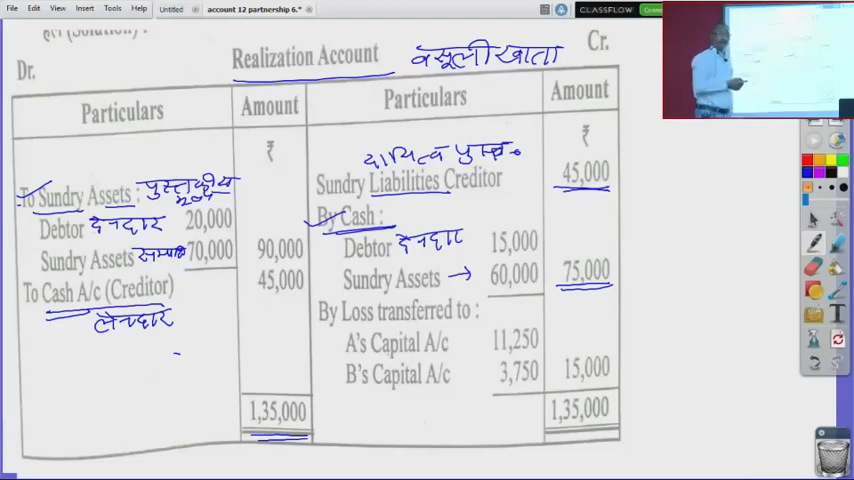 File Edit View Insert Tools Help
Untitled
account 12 partnership 6.*
CLASSFLOW
हल (Solution) :
Realization Account वसूली खाता
Dr. Cr.
Particulars Amount Particulars Amount
₹ ₹
दायित्व पुस्त
Sundry Liabilities Creditor 45,000
To Sundry Assets : पुस्तकीय
मूल्य
By Cash :
Debtor देनदार 20,000
Debtor देनदार 15,000
Sundry Assets सम्पत्ति 70,000 90,000
Sundry Assets → 60,000 75,000
To Cash A/c (Creditor) 45,000
लेनदार
By Loss transferred to :
A's Capital A/c 11,250
B's Capital A/c 3,750 15,000
1,35,000 1,35,000